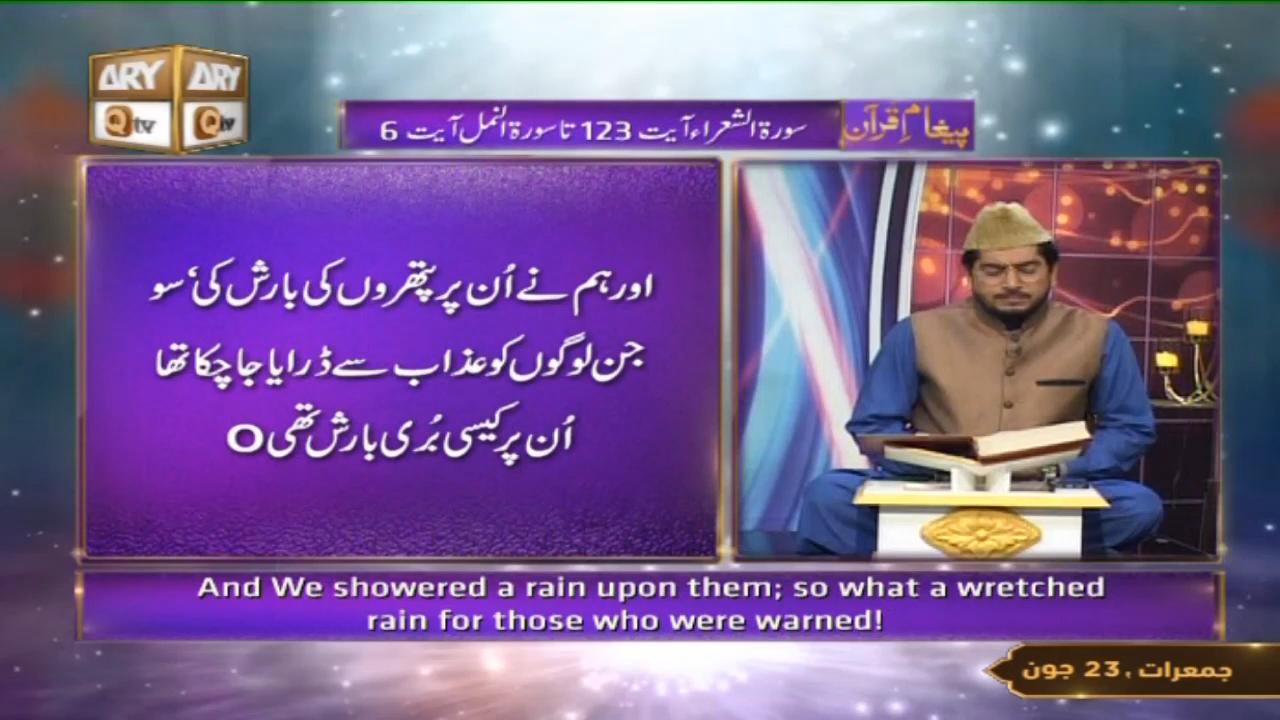 ARY ARY
Qtv Qtv
پیغامِ قرآن سورۃ الشعراء آیت 123 تا سورۃ النمل آیت 6
اور ہم نے اُن پر پتھروں کی بارش کی، سو
جن لوگوں کو عذاب سے ڈرایا جا چکا تھا
اُن پر کیسی بُری بارش تھی O
And We showered a rain upon them; so what a wretched
rain for those who were warned!
جمعرات، 23 جون